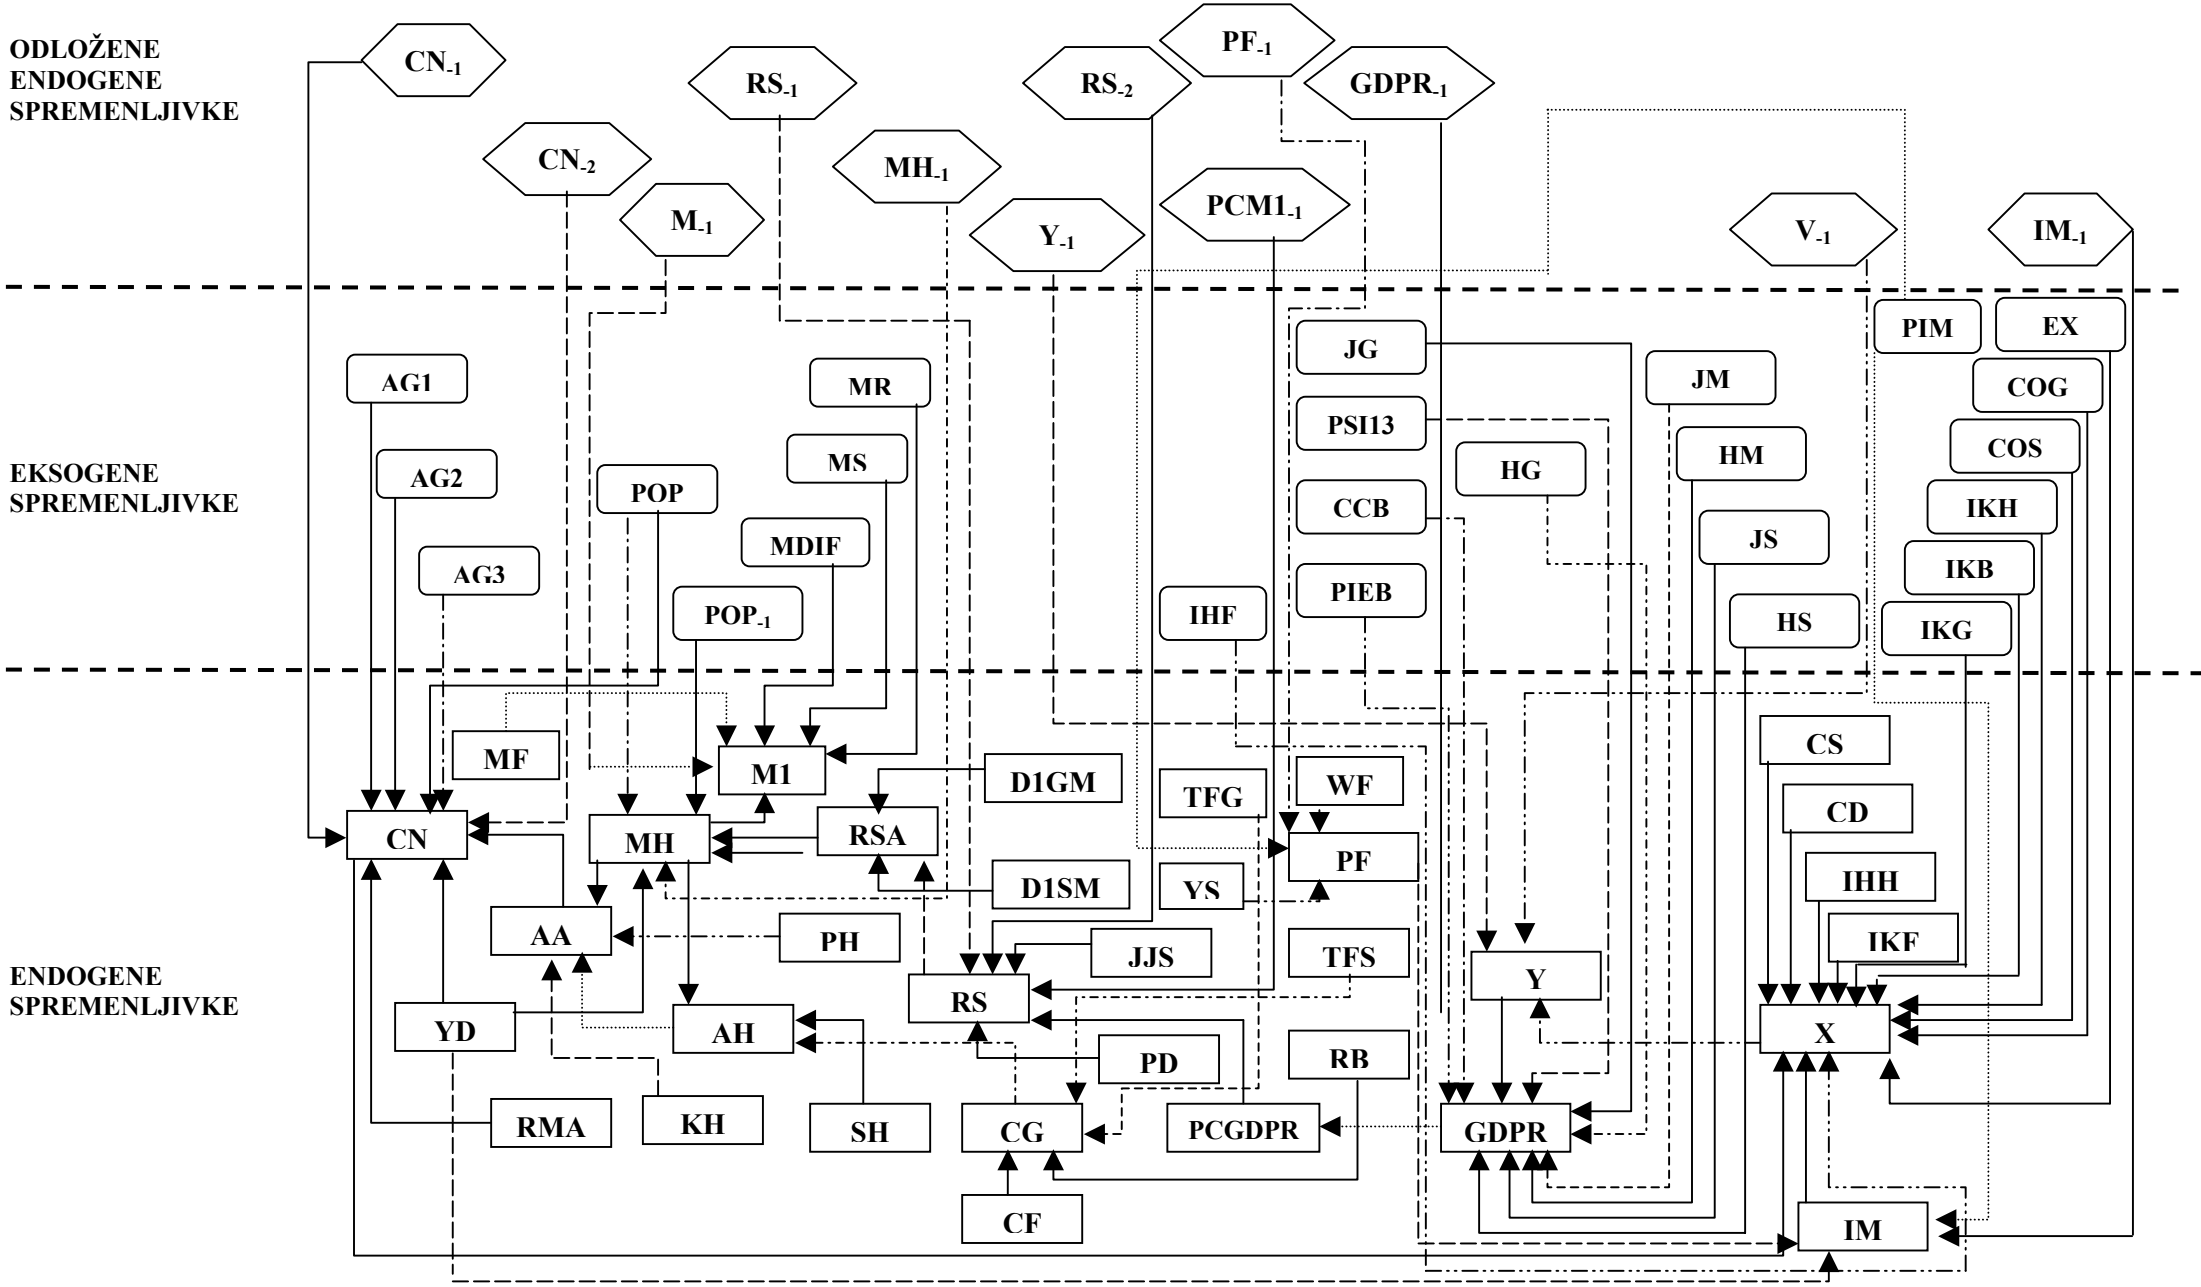 ODLOŽENE
ENDOGENE
SPREMENLJIVKE
CN-1
RS-1
RS-2
PF-1
GDPR-1
CN-2
MH-1
M-1
Y-1
PCM1-1
V-1
IM-1
EKSOGENE
SPREMENLJIVKE
PIM
EX
JG
AG1
MR
JM
COG
PSI13
AG2
POP
MS
HG
HM
COS
CCB
IKH
MDIF
JS
AG3
IKB
POP-1
IHF
PIEB
HS
IKG
ENDOGENE
SPREMENLJIVKE
MF
M1
D1GM
TFG
WF
CS
CN
MH
RSA
PF
CD
D1SM
YS
IHH
AA
PH
JJS
TFS
IKF
Y
RS
X
YD
AH
PD
RB
RMA
KH
SH
CG
PCGDPR
GDPR
CF
IM